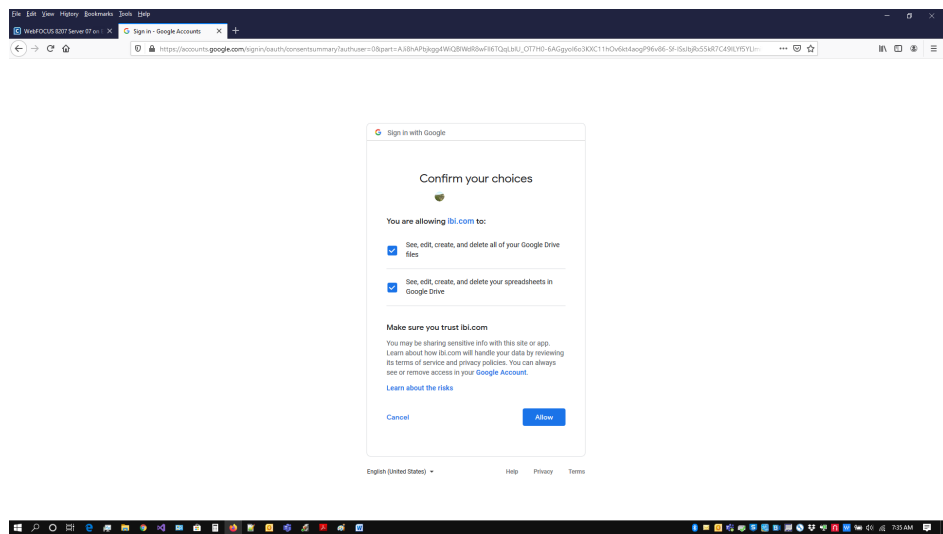 File Edit View History Bookmarks Tools Help
WebFOCUS 8207 Server 07 on
Sign in - Google Accounts
https://accounts.google.com/signin/oauth/consentsummary?authuser=
Sign in with Google
Confirm your choices
You are allowing ibi.com to:
See, edit, create, and delete all of your Google Drive
files
See, edit, create, and delete your spreadsheets in
Google Drive
Make sure you trust ibi.com
You may be sharing sensitive info with this site or app.
Learn about how ibi.com will handle your data by reviewing
its terms of service and privacy policies. You can always
see or remove access in your Google Account.
Learn about the risks
Cancel Allow
English (United States) Help Privacy Terms
7:35 AM